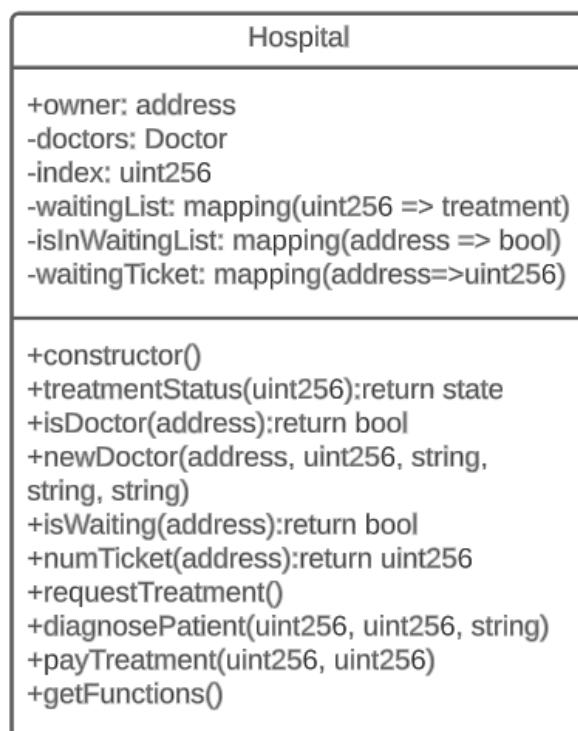 Hospital
+owner: address
-doctors: Doctor
-index: uint256
-waitingList: mapping(uint256 => treatment)
-isInWaitingList: mapping(address => bool)
-waitingTicket: mapping(address=>uint256)
+constructor()
+treatmentStatus(uint256):return state
+isDoctor(address):return bool
+newDoctor(address, uint256, string,
string, string)
+isWaiting(address):return bool
+numTicket(address):return uint256
+requestTreatment()
+diagnosePatient(uint256, uint256, string)
+payTreatment(uint256, uint256)
+getFunctions()